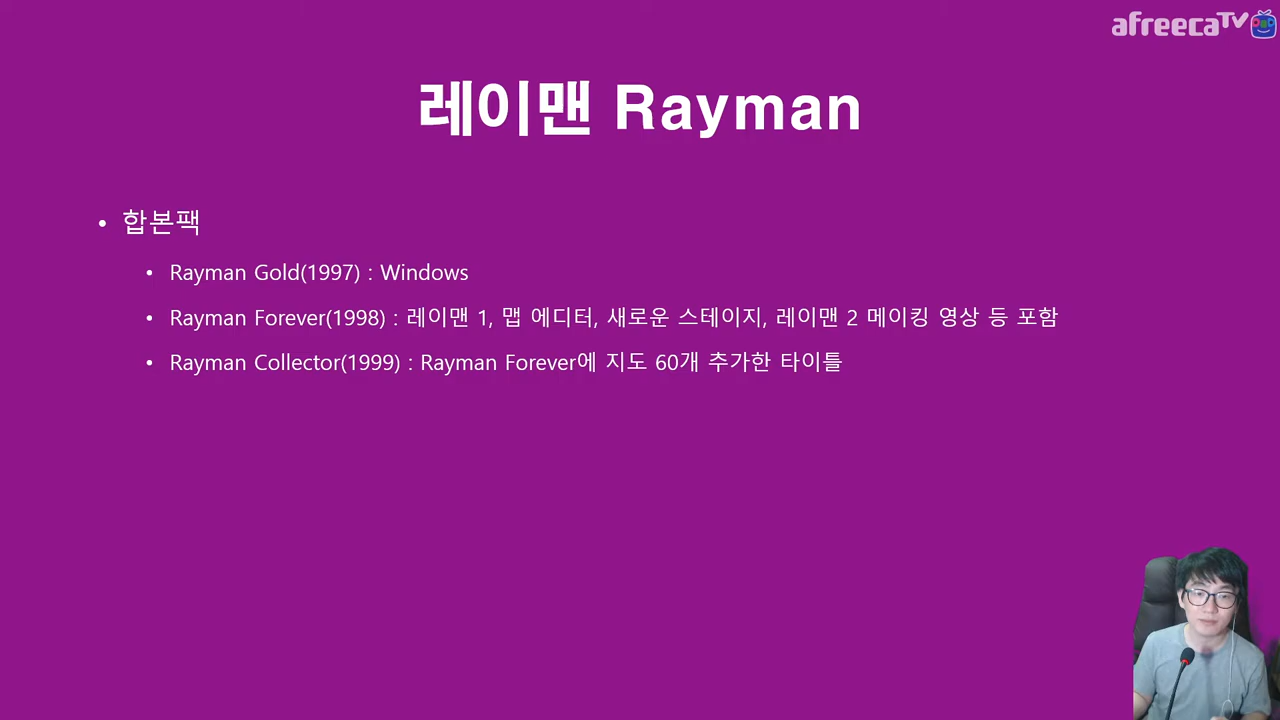 afreecaTV
레이맨 Rayman
• 합본팩
• Rayman Gold(1997) : Windows
• Rayman Forever(1998) : 레이맨 1, 맵 에디터, 새로운 스테이지, 레이맨 2 메이킹 영상 등 포함
• Rayman Collector(1999) : Rayman Forever에 지도 60개 추가한 타이틀